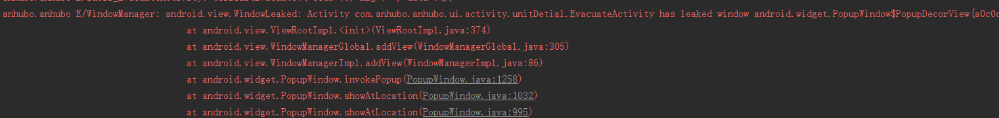 anhubo.anhubo E/WindowManager: android.view.WindowLeaked: Activity com.anhubo.anhubo.ui.activity.unitDetial.EvacuateActivity has leaked window android.widget.PopupWindow$PopupDecorView{a0c0c
at android.view.ViewRootImpl.<init>(ViewRootImpl.java:374)
at android.view.WindowManagerGlobal.addView(WindowManagerGlobal.java:305)
at android.view.WindowManagerImpl.addView(WindowManagerImpl.java:86)
at android.widget.PopupWindow.invokePopup(PopupWindow.java:1258)
at android.widget.PopupWindow.showAtLocation(PopupWindow.java:1032)
at android.widget.PopupWindow.showAtLocation(PopupWindow.java:995)